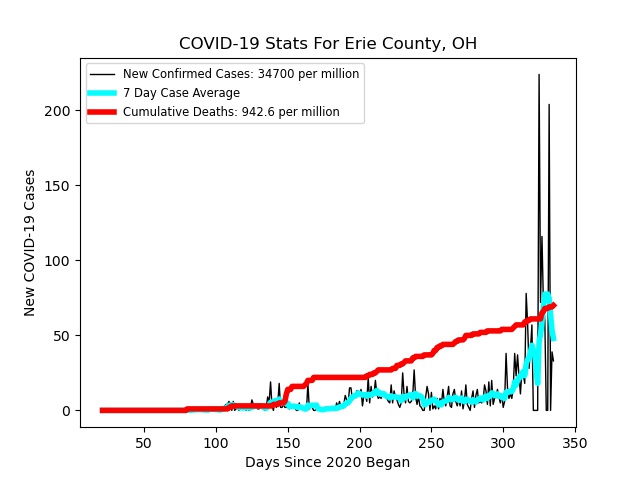 COVID-19 Stats For Erie County, OH
New Confirmed Cases: 34700 per million
7 Day Case Average
Cumulative Deaths: 942.6 per million
New COVID-19 Cases
200
150
100
50
0
50 100 150 200 250 300 350
Days Since 2020 Began